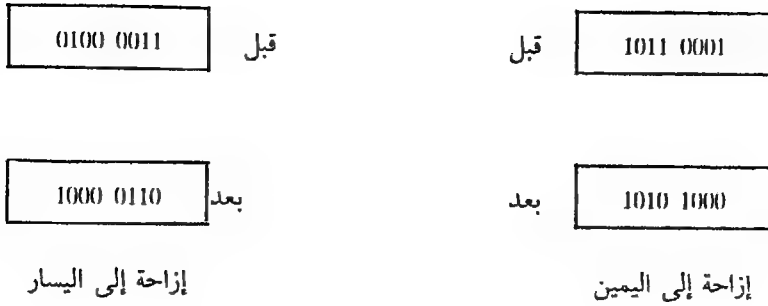 قبل 1011 0001
قبل 0100 0011
بعد 1010 1000
بعد 1000 0110
إزاحة إلى اليمين
إزاحة إلى اليسار